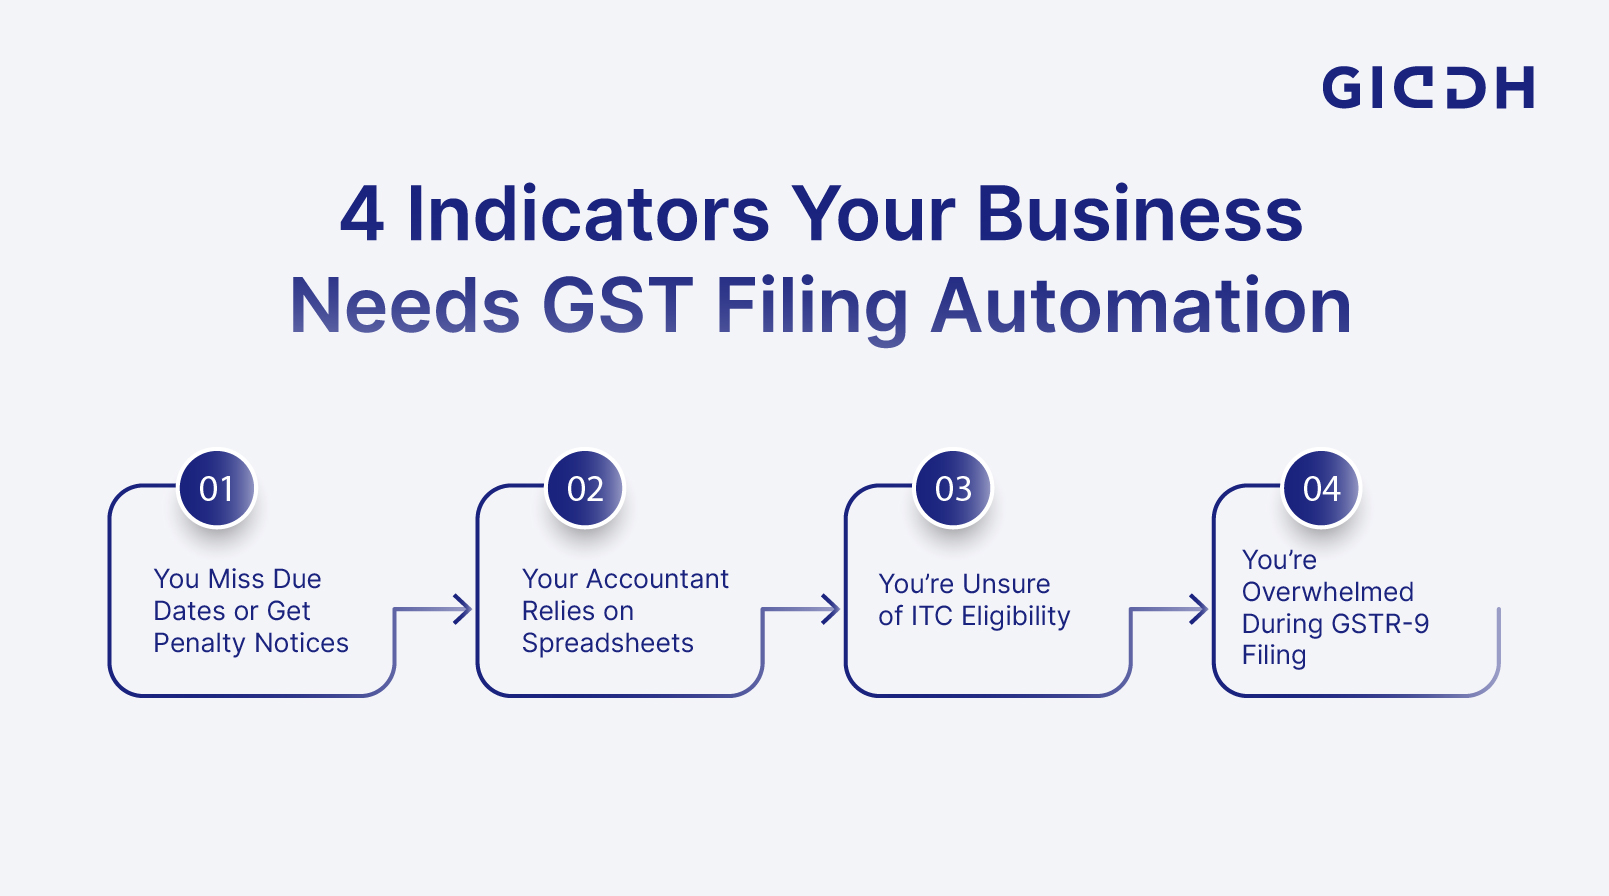 GIDDH
4 Indicators Your Business
Needs GST Filing Automation
01
You Miss Due
Dates or Get
Penalty Notices
02
Your Accountant
Relies on
Spreadsheets
03
You’re Unsure
of ITC Eligibility
04
You’re
Overwhelmed
During GSTR-9
Filing